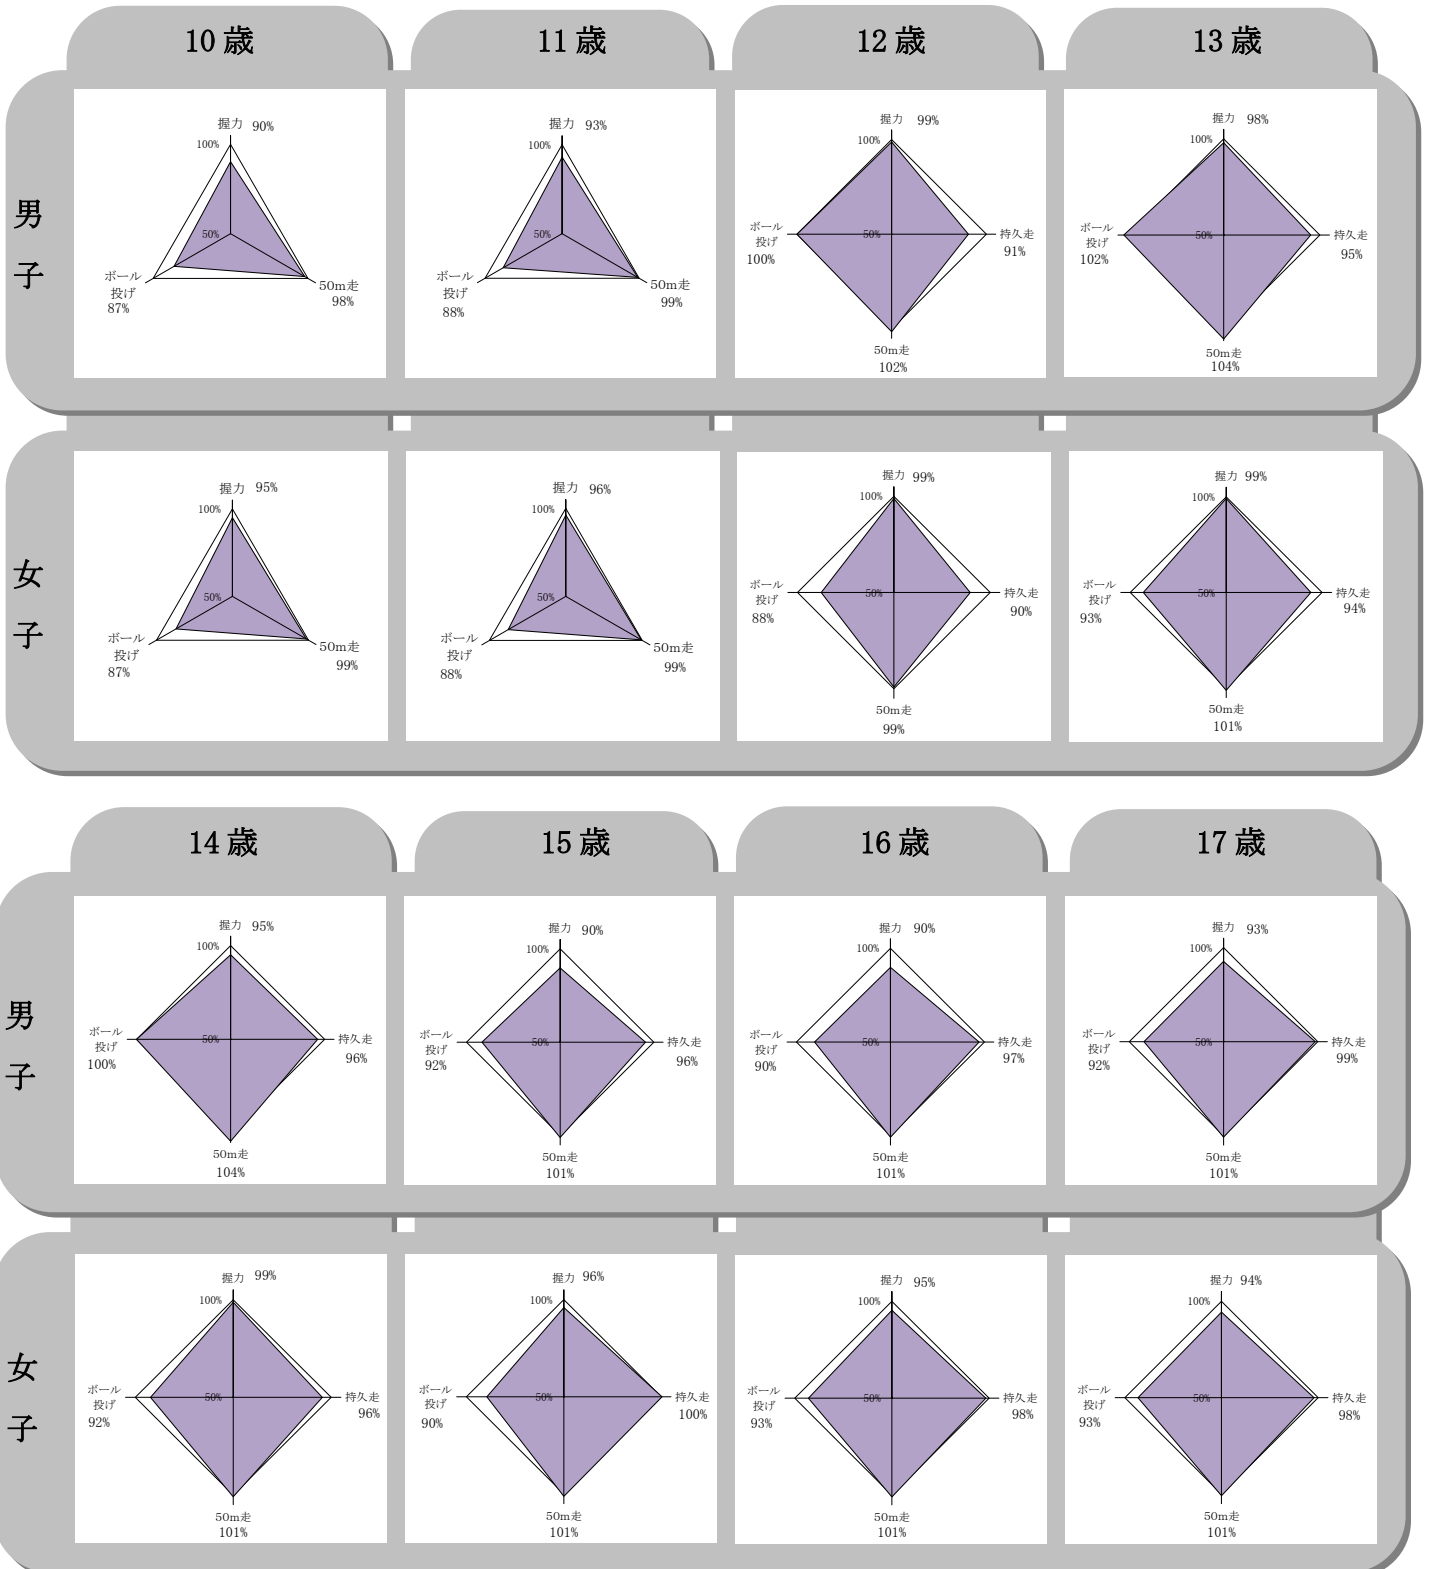 10 歳
11 歳
12 歳
13 歳
男
子
握力 90%
100%
50%
ボール
投げ
87%
50m走
98%
握力 93%
100%
50%
ボール
投げ
88%
50m走
99%
握力 99%
100%
50%
ボール
投げ
100%
持久走
91%
50m走
102%
握力 98%
100%
50%
ボール
投げ
102%
持久走
95%
50m走
104%
女
子
握力 95%
100%
50%
ボール
投げ
87%
50m走
99%
握力 96%
100%
50%
ボール
投げ
88%
50m走
99%
握力 99%
100%
50%
ボール
投げ
88%
持久走
90%
50m走
99%
握力 99%
100%
50%
ボール
投げ
93%
持久走
94%
50m走
101%
14 歳
15 歳
16 歳
17 歳
男
子
握力 95%
100%
50%
ボール
投げ
100%
持久走
96%
50m走
104%
握力 90%
100%
50%
ボール
投げ
92%
持久走
96%
50m走
101%
握力 90%
100%
50%
ボール
投げ
90%
持久走
97%
50m走
101%
握力 93%
100%
50%
ボール
投げ
92%
持久走
99%
50m走
101%
女
子
握力 99%
100%
50%
ボール
投げ
92%
持久走
96%
50m走
101%
握力 96%
100%
50%
ボール
投げ
90%
持久走
100%
50m走
101%
握力 95%
100%
50%
ボール
投げ
93%
持久走
98%
50m走
101%
握力 94%
100%
50%
ボール
投げ
93%
持久走
98%
50m走
101%